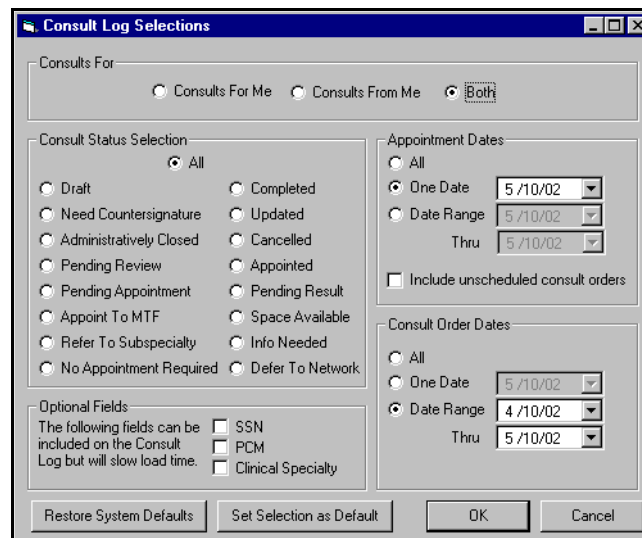 Consult Log Selections
Consults For
Consults For Me
Consults From Me
Both
Consult Status Selection
All
Draft
Completed
Need Countersignature
Updated
Administratively Closed
Cancelled
Pending Review
Appointed
Pending Appointment
Pending Result
Appoint To MTF
Space Available
Refer To Subspecialty
Info Needed
No Appointment Required
Defer To Network
Optional Fields
The following fields can be
included on the Consult
Log but will slow load time.
SSN
PCM
Clinical Specialty
Appointment Dates
All
One Date 5 /10/02
Date Range 5 /10/02
Thru 5 /10/02
Include unscheduled consult orders
Consult Order Dates
All
One Date 5 /10/02
Date Range 4 /10/02
Thru 5 /10/02
Restore System Defaults
Set Selection as Default
OK
Cancel